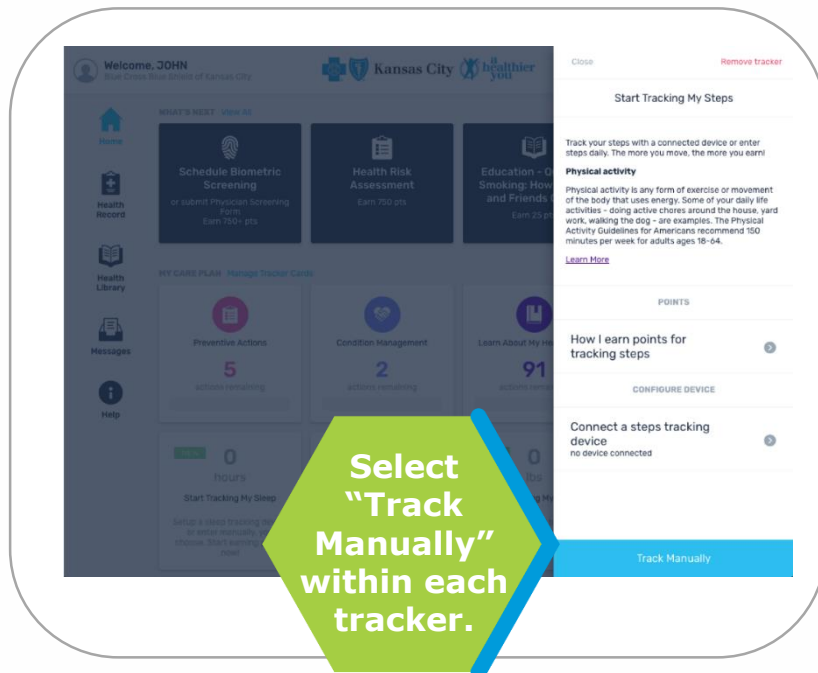 Welcome, JOHN
Blue Cross Blue Shield of Kansas City
Kansas City
a healthier you
Close
Remove tracker
Start Tracking My Steps
Track your steps with a connected device or enter
steps daily. The more you move, the more you earn!
Physical activity
Physical activity is any form of exercise or movement
of the body that uses energy. Some of your daily life
activities - doing active chores around the house, yard
work, walking the dog - are examples. The Physical
Activity Guidelines for Americans recommend 150
minutes per week for adults ages 18-64.
Learn More
POINTS
How I earn points for
tracking steps
CONFIGURE DEVICE
Connect a steps tracking
device
no device connected
Track Manually
Home
Health
Record
Health
Library
Messages
Help
WHAT'S NEXT View All
Schedule Biometric
Screening
or submit Physician Screening
Form
Earn 750+ pts
Health Risk
Assessment
Earn 750 pts
Education -
Smoking: How
and Friends
Earn 25
MY CARE PLAN Manage Tracker Cards
Preventive Actions
5
actions remaining
Condition Management
2
actions remaining
Learn About My
91
actions
0
hours
Start Tracking My Sleep
0
lbs
Select
“Track
Manually”
within each
tracker.